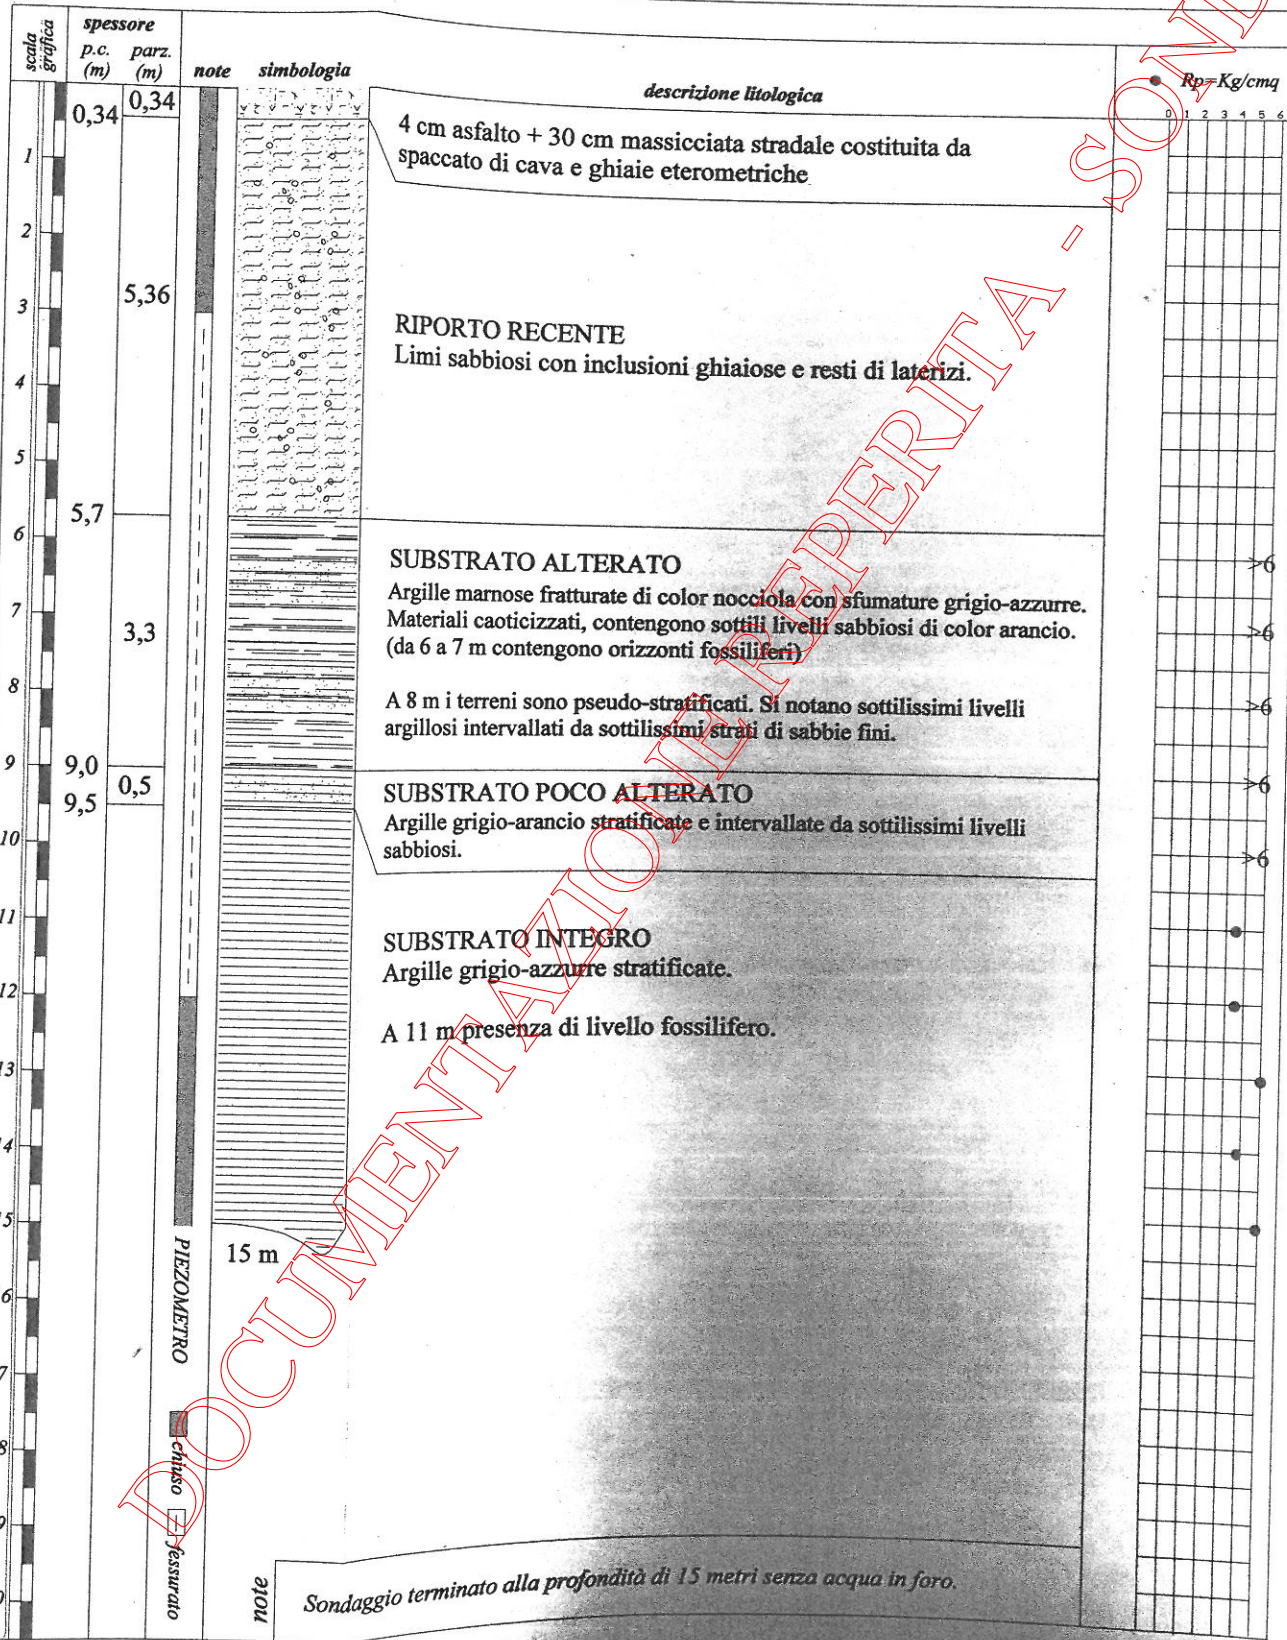 scala grafica
spessore
p.c. (m)
parz. (m)
note
simbologia
descrizione litologica
Rp=Kg/cmq
0 1 2 3 4 5 6
0,34
0,34
4 cm asfalto + 30 cm massicciata stradale costituita da
spaccato di cava e ghiaie eterometriche
1
2
3
4
5
6
7
8
9
10
11
12
13
14
5,36
RIPORTO RECENTE
Limi sabbiosi con inclusioni ghiaiose e resti di laterizi.
5,7
SUBSTRATO ALTERATO
Argille marnose fratturate di color nocciola con sfumature grigio-azzurre.
Materiali caoticizzati, contengono sottili livelli sabbiosi di color arancio.
(da 6 a 7 m contengono orizzonti fossiliferi)
3,3
A 8 m i terreni sono pseudo-stratificati. Si notano sottilissimi livelli
argillosi intervallati da sottilissimi strati di sabbie fini.
>6
>6
>6
>6
>6
9,0
0,5
9,5
SUBSTRATO POCO ALTERATO
Argille grigio-arancio stratificate e intervallate da sottilissimi livelli
sabbiosi.
SUBSTRATO INTEGRO
Argille grigio-azzurre stratificate.
A 11 m presenza di livello fossilifero.
15 m
PIEZOMETRO
chiuso
fessurato
note
Sondaggio terminato alla profondità di 15 metri senza acqua in foro.
DOCUMENTAZIONE REPERITA - SOND